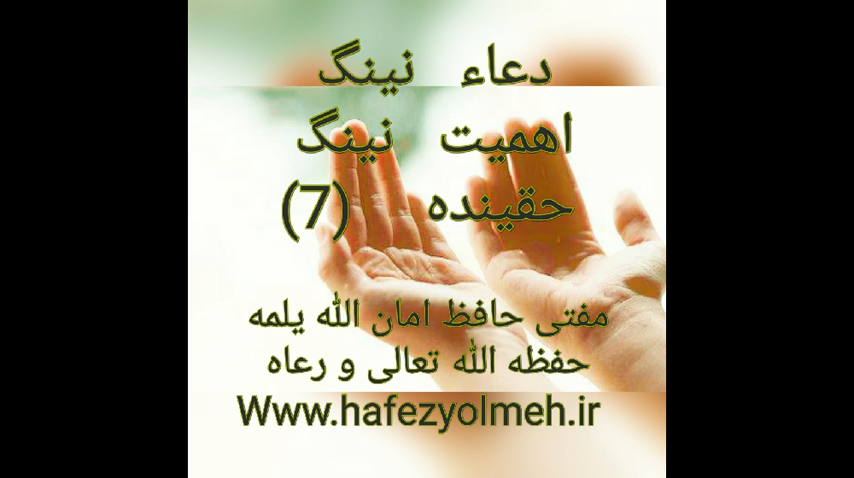 دعاء نینگ
اهمیت نینگ
حقینده (7)
مفتی حافظ امان الله یلمه
حفظه الله تعالی و رعاه
Www.hafezyolmeh.ir